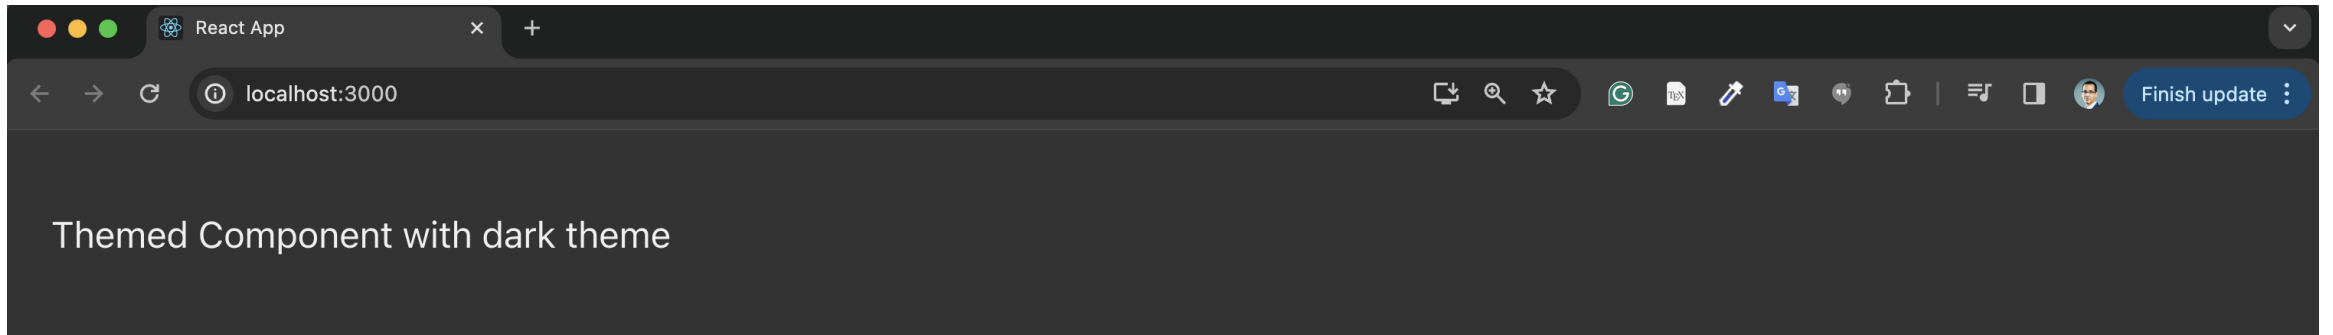 React App
localhost:3000
Finish update
Themed Component with dark theme